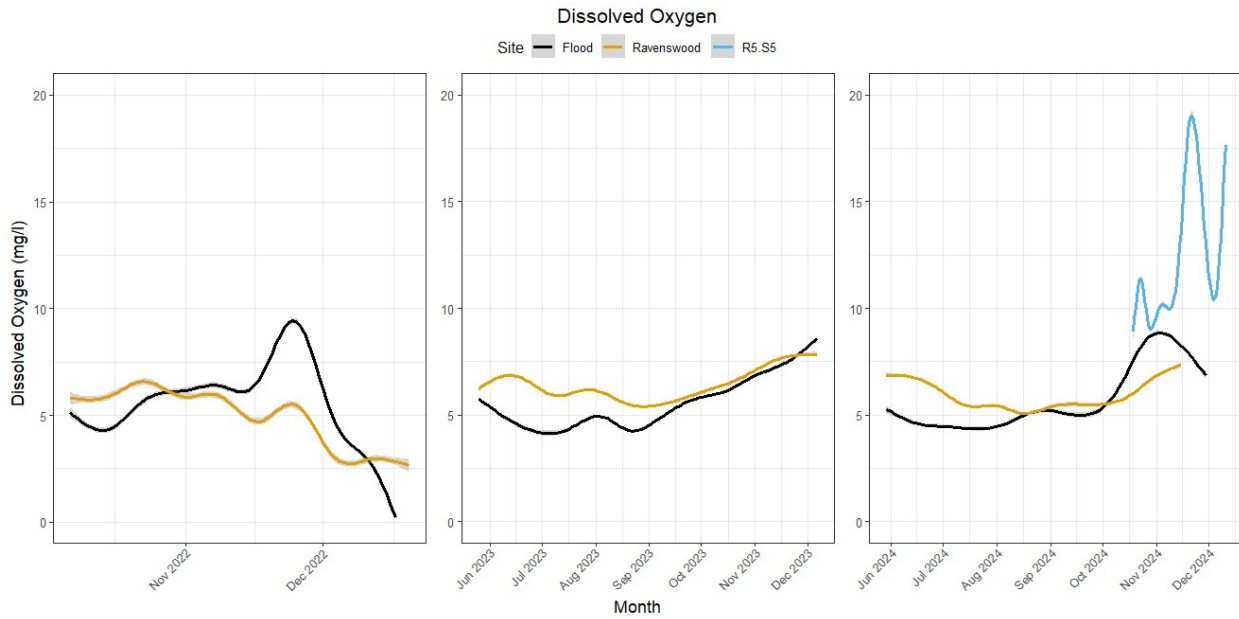 Dissolved Oxygen
Site Flood Ravenswood R5.S5
Dissolved Oxygen (mg/l)
20
15
10
5
0
Nov 2022
Dec 2022
Jun 2023
Jul 2023
Aug 2023
Sep 2023
Oct 2023
Nov 2023
Dec 2023
20
15
10
5
0
Jun 2024
Jul 2024
Aug 2024
Sep 2024
Oct 2024
Nov 2024
Dec 2024
20
15
10
5
0
Month